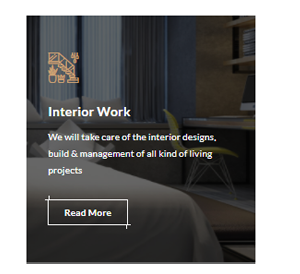 Interior Work
We will take care of the interior designs,
build & management of all kind of living
projects
Read More